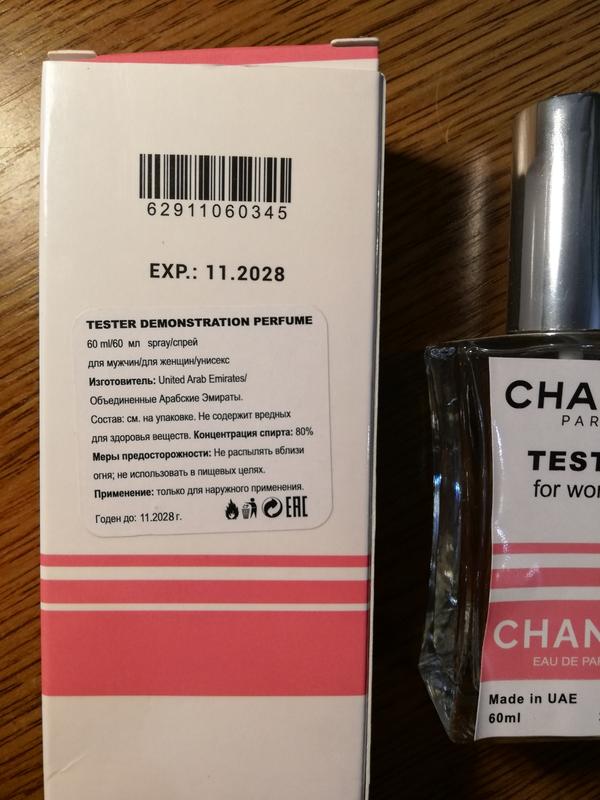 62911060345
EXP.: 11.2028
TESTER DEMONSTRATION PERFUME
60 ml/60 мл spray/спрей
для мужчин/для женщин/унисекс
Изготовитель: United Arab Emirates/
Объединенные Арабские Эмираты.
Состав: см. на упаковке. Не содержит вредных
для здоровья веществ. Концентрация спирта: 80%
Меры предосторожности: Не распылять вблизи
огня; не использовать в пищевых целях.
Применение: только для наружного применения.
Годен до: 11.2028 г.
EAC
CHA
PAR
TEST
for wo
CHAN
EAU DE PA
Made in UAE
60ml